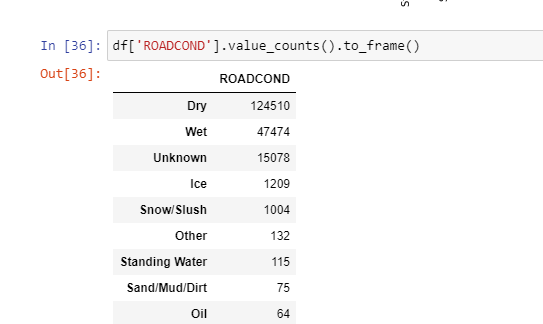 s
In [36]: df['ROADCOND'].value_counts().to_frame()
Out[36]:
ROADCOND
Dry 124510
Wet 47474
Unknown 15078
Ice 1209
Snow/Slush 1004
Other 132
Standing Water 115
Sand/Mud/Dirt 75
Oil 64